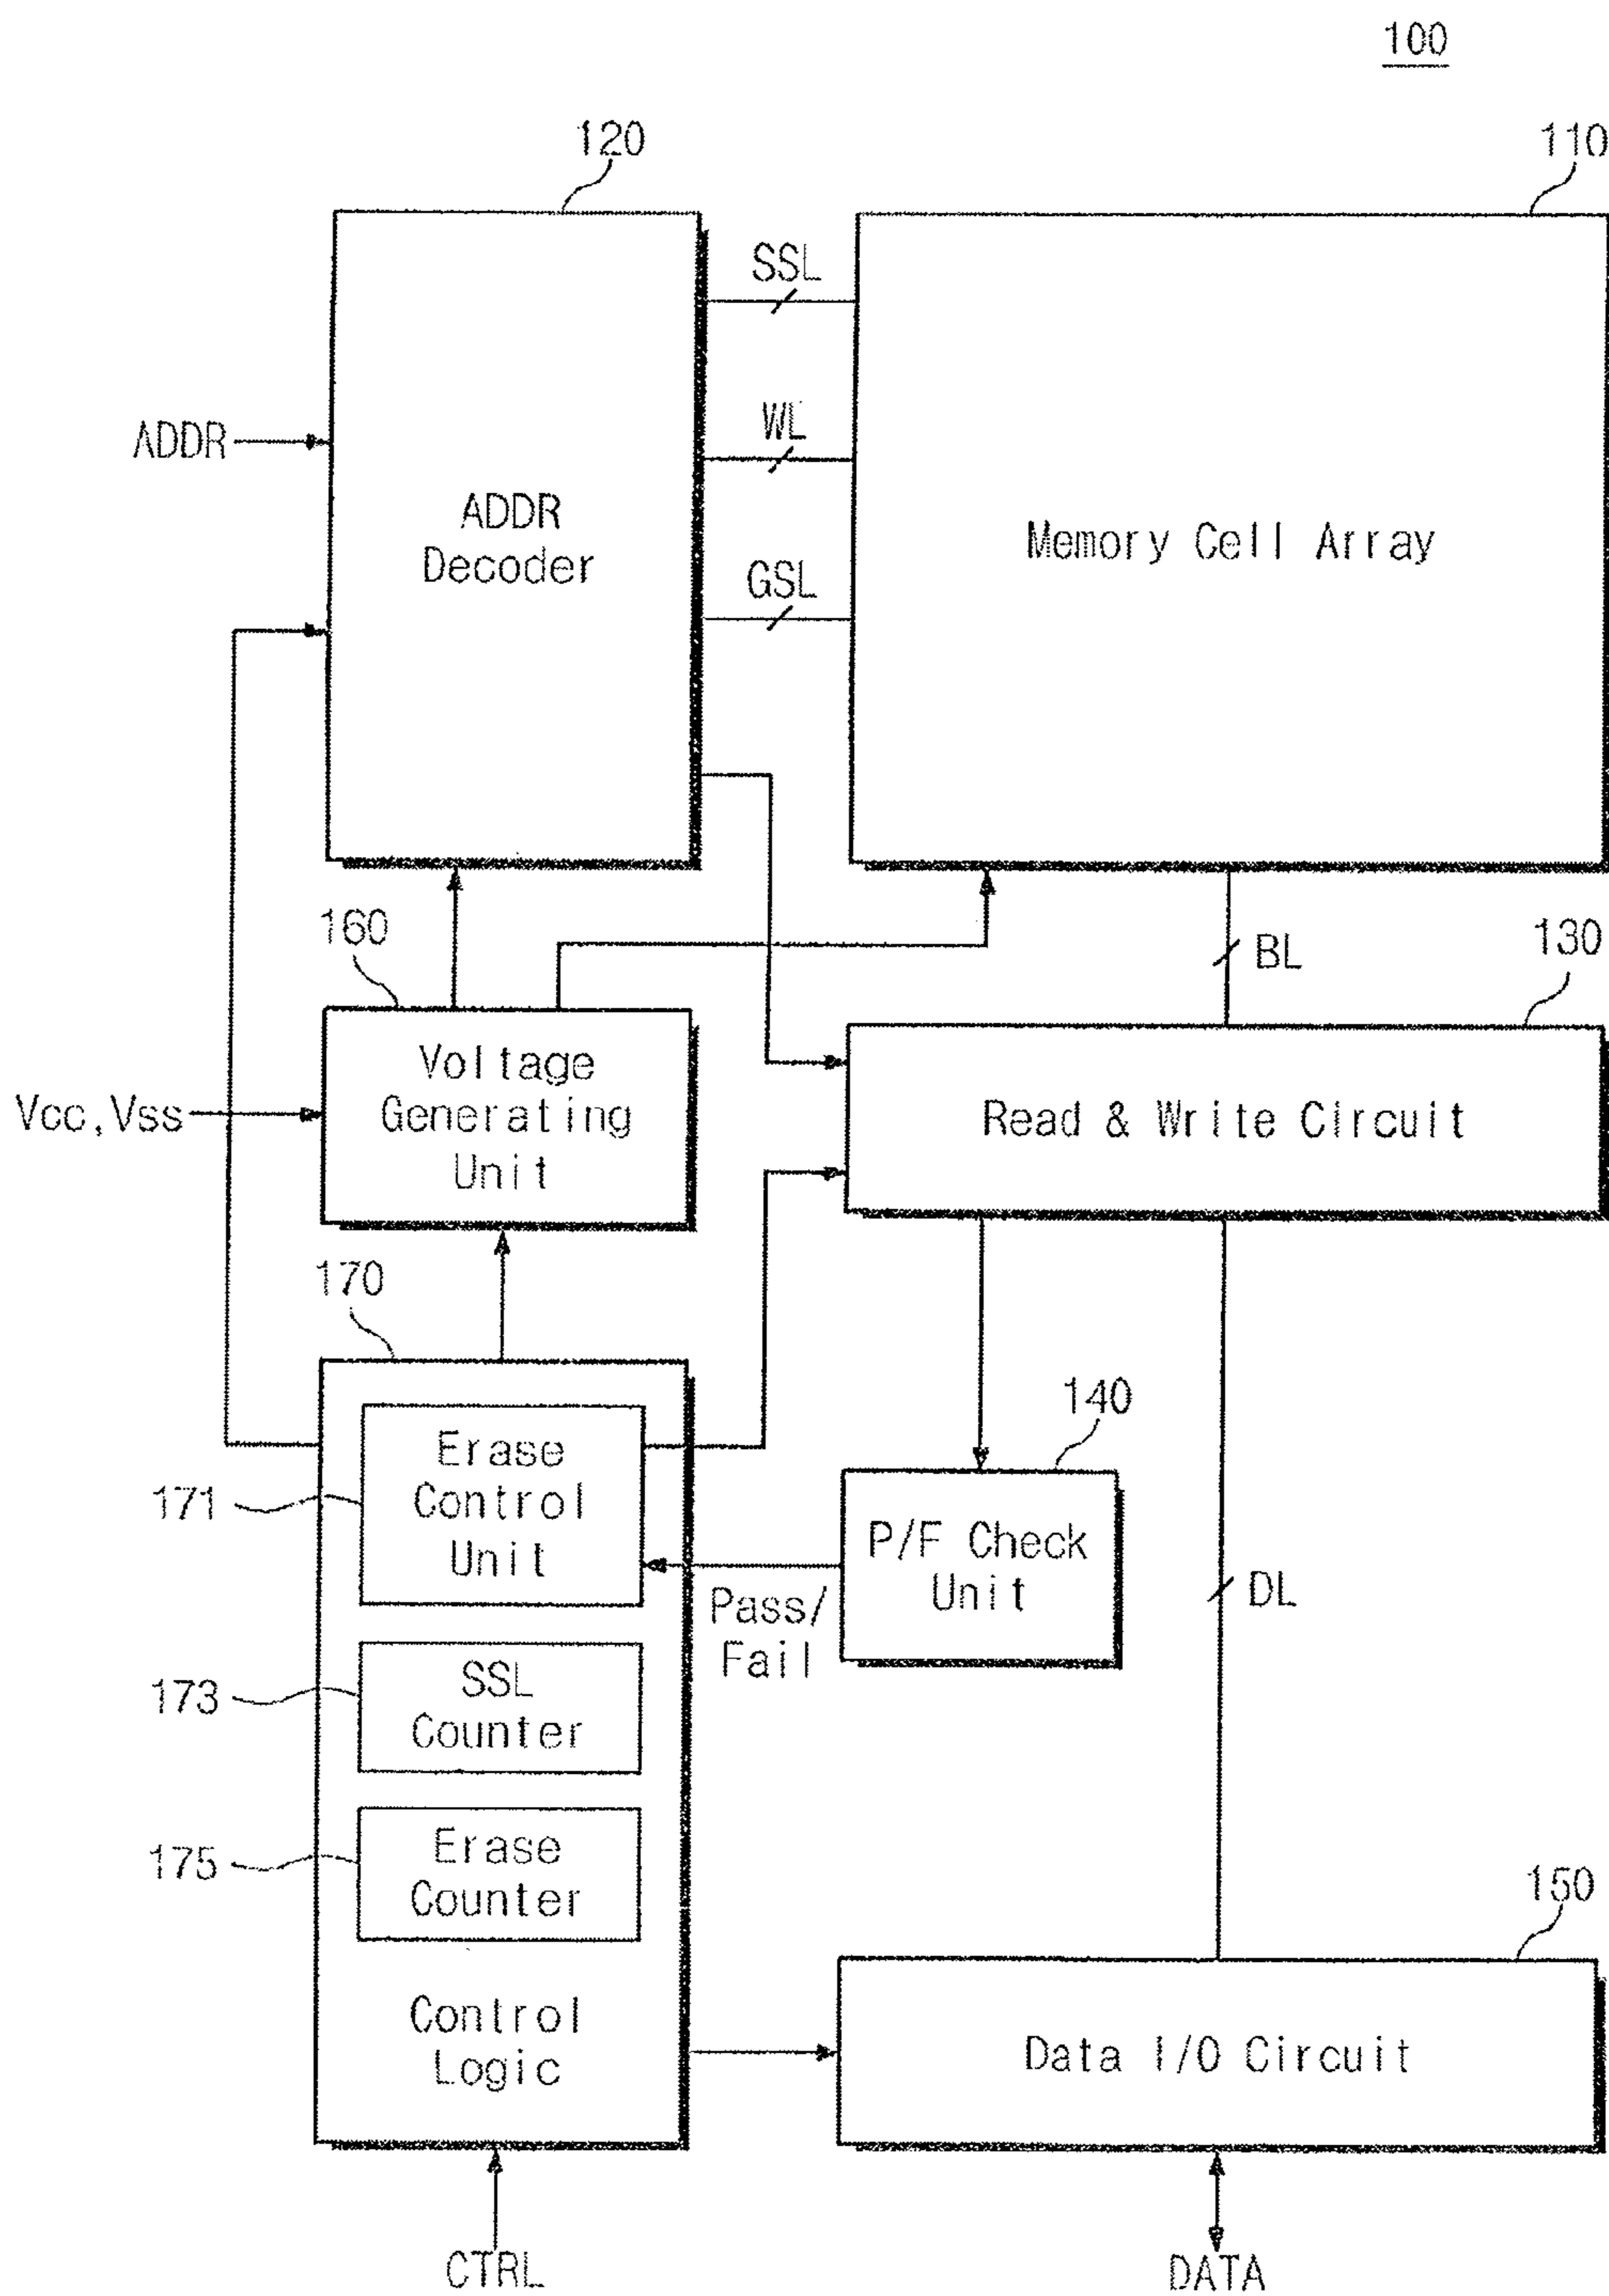 100
120
110
SSL
ADDR
WL
ADDR
Decoder
Memory Cell Array
GSL
160
BL
130
Vcc,Vss
Voltage
Generating
Unit
Read & Write Circuit
170
140
171
Erase
Control
Unit
P/F Check
Unit
Pass/
Fail
DL
173
SSL
Counter
175
Erase
Counter
150
Control
Logic
Data I/O Circuit
CTRL
DATA